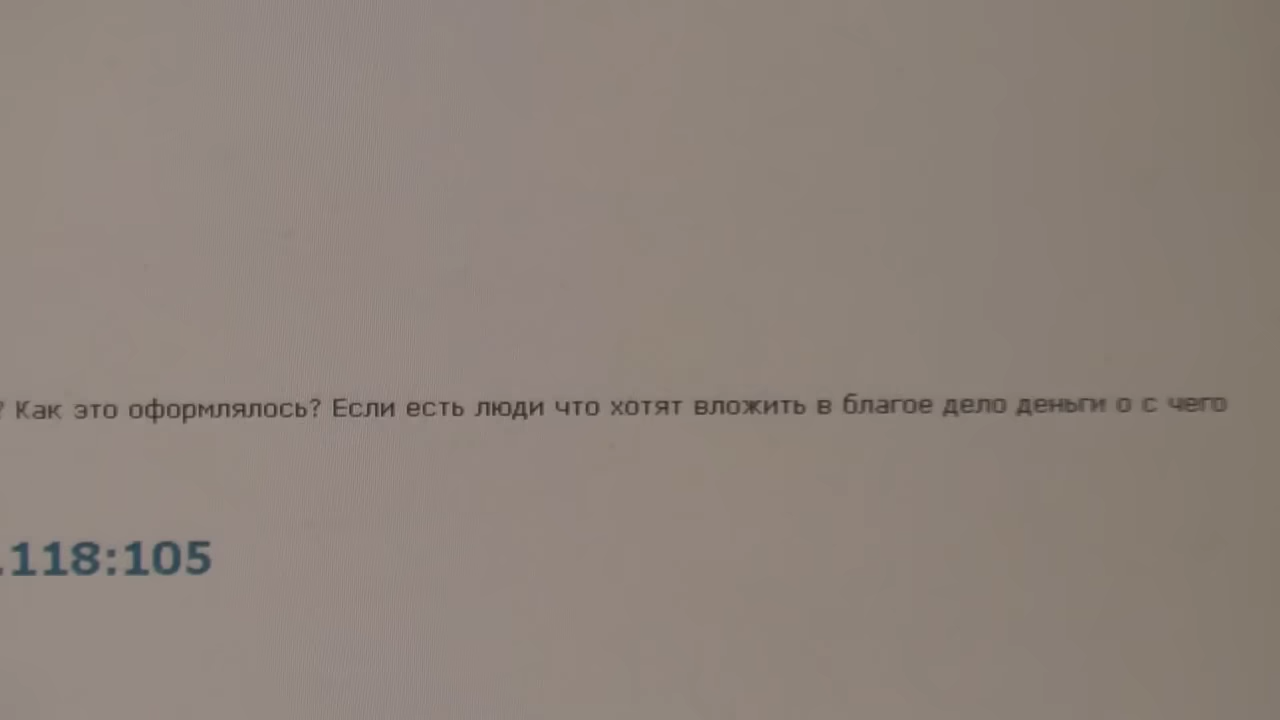 ? Как это оформлялось? Если есть люди что хотят вложить в благое дело деньги о с чего
.118:105